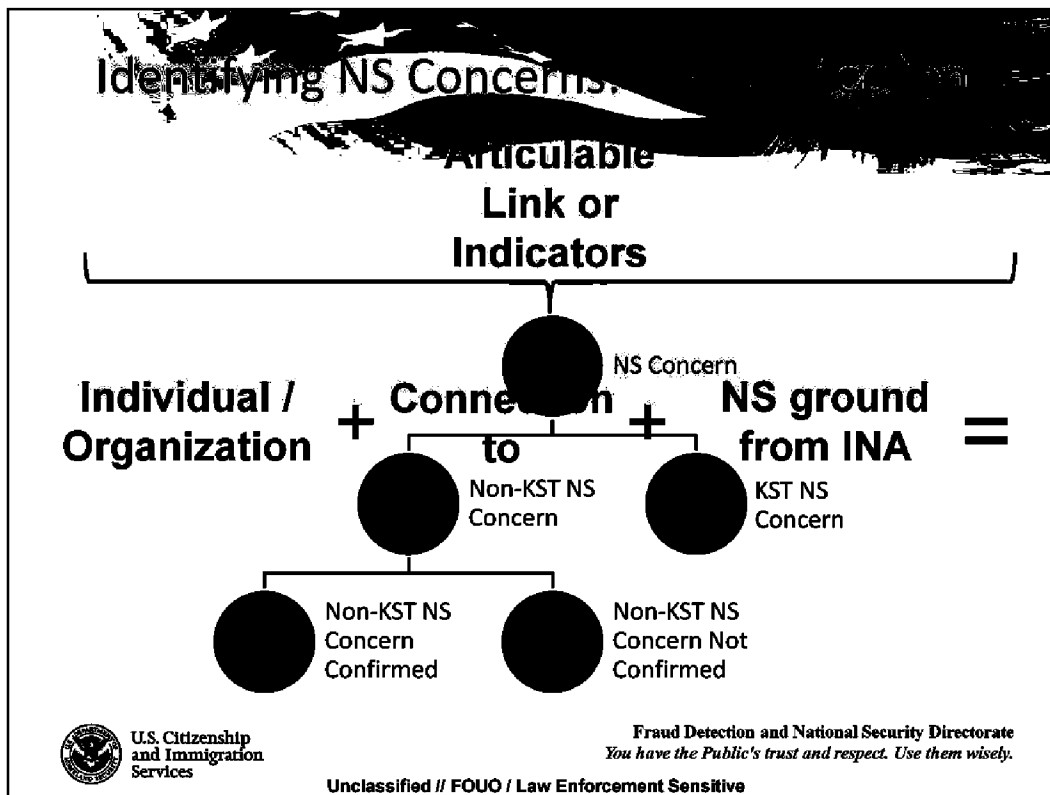 Identifying NS Concerns:
Articulable
Link or
Indicators
NS Concern
Individual /
Organization
+
Connection
to
+
NS ground
from INA
=
Non-KST NS
Concern
KST NS
Concern
Non-KST NS
Concern
Confirmed
Non-KST NS
Concern Not
Confirmed
U.S. Citizenship
and Immigration
Services
Fraud Detection and National Security Directorate
You have the Public's trust and respect. Use them wisely.
Unclassified // FOUO / Law Enforcement Sensitive